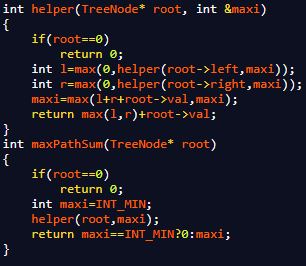 int helper(TreeNode* root, int &maxi)
{
    if(root==0)
        return 0;
    int l=max(0,helper(root->left,maxi));
    int r=max(0,helper(root->right,maxi));
    maxi=max(l+r+root->val,maxi);
    return max(l,r)+root->val;
}
int maxPathSum(TreeNode* root)
{
    if(root==0)
        return 0;
    int maxi=INT_MIN;
    helper(root,maxi);
    return maxi==INT_MIN?0:maxi;
}